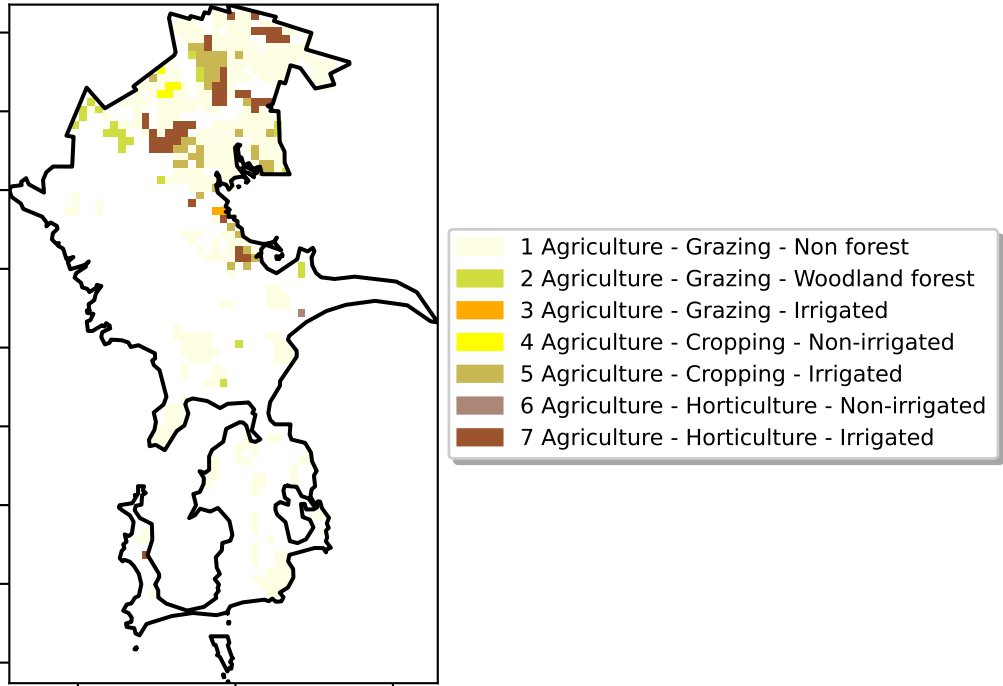 1 Agriculture - Grazing - Non forest
2 Agriculture - Grazing - Woodland forest
3 Agriculture - Grazing - Irrigated
4 Agriculture - Cropping - Non-irrigated
5 Agriculture - Cropping - Irrigated
6 Agriculture - Horticulture - Non-irrigated
7 Agriculture - Horticulture - Irrigated